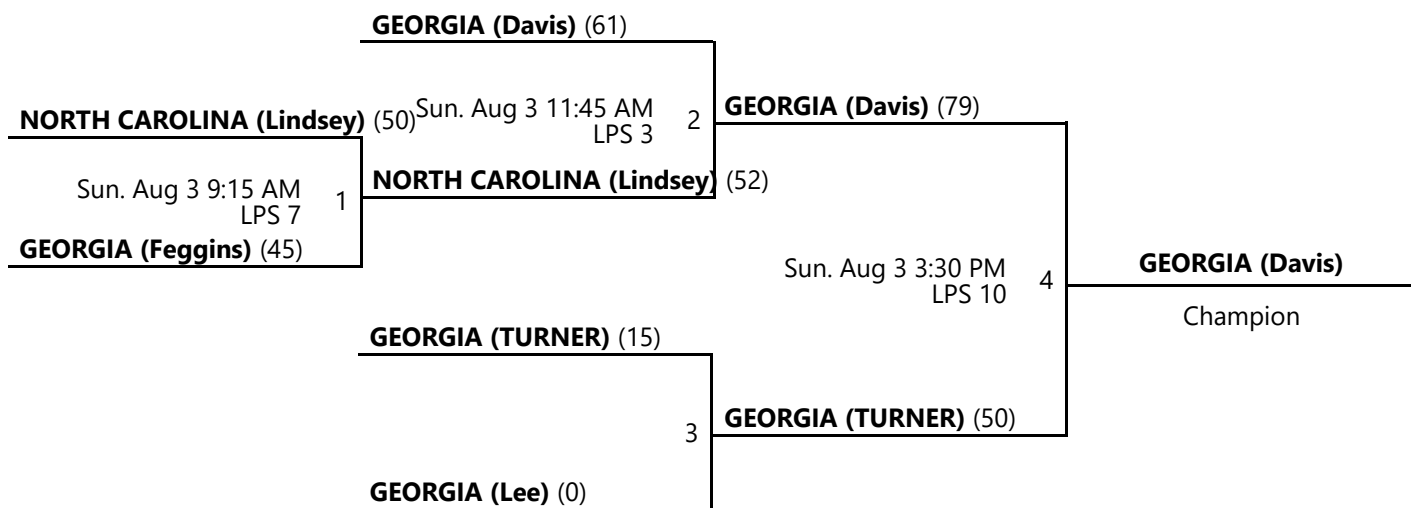 GEORGIA (Davis) (61)
NORTH CAROLINA (Lindsey) (50)
Sun. Aug 3 11:45 AM
LPS 3
2
GEORGIA (Davis) (79)
Sun. Aug 3 9:15 AM
LPS 7
1
NORTH CAROLINA (Lindsey) (52)
GEORGIA (Feggins) (45)
Sun. Aug 3 3:30 PM
LPS 10
4
GEORGIA (Davis)
Champion
GEORGIA (TURNER) (15)
3
GEORGIA (TURNER) (50)
GEORGIA (Lee) (0)